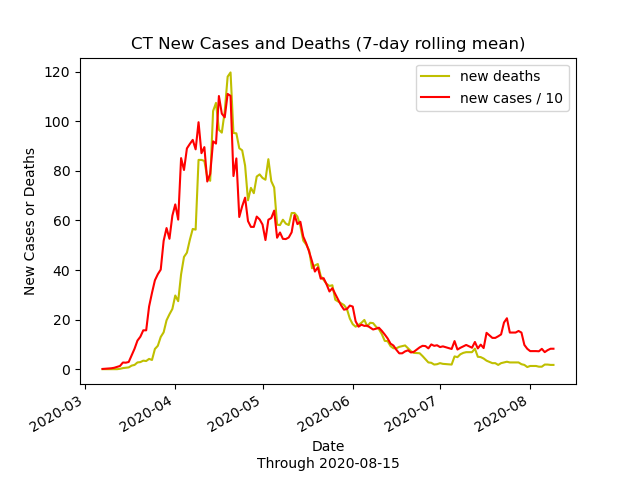 CT New Cases and Deaths (7-day rolling mean)
new deaths
new cases / 10
120
100
80
60
40
20
0
New Cases or Deaths
2020-03
2020-04
2020-05
2020-06
2020-07
2020-08
Date
Through 2020-08-15